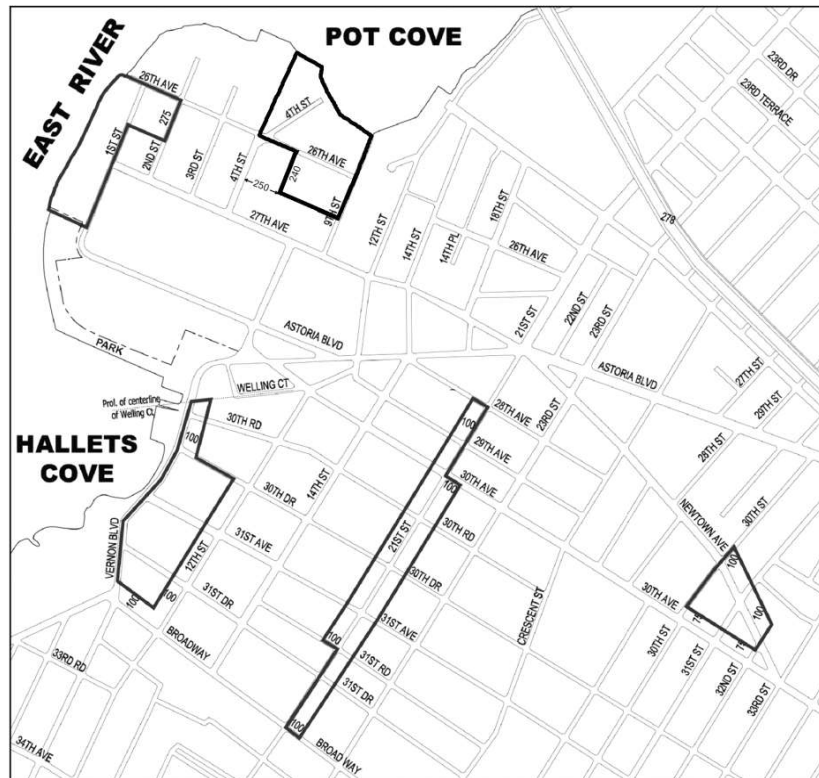 POT COVE
EAST RIVER
23RD DR
23RD TERRACE
26TH AVE
4TH ST
275
1ST ST
2ND ST
3RD ST
4TH ST
26TH AVE
240
250
9TH ST
27TH AVE
12TH ST
14TH ST
14TH PL
18TH ST
26TH AVE
278
21ST ST
22ND ST
23RD ST
ASTORIA BLVD
PARK
ASTORIA BLVD
27TH ST
29TH ST
WELLING CT
Prol. of centerline
of Welling Ct.
28TH AVE
23RD ST
100
30TH RD
100
29TH AVE
28TH ST
HALLETS
COVE
30TH AVE
100
14TH ST
30TH DR
30TH RD
NEWTOWN AVE
30TH ST
21ST ST
VERNON BLVD
31ST AVE
12TH ST
30TH DR
100
30TH AVE
100
CRESCENT ST
31ST DR
100
100
31ST AVE
75
75
30TH ST
31ST ST
32ND ST
33RD ST
BROADWAY
100
31ST RD
31ST DR
33RD RD
34TH AVE
100
BROAD WAY